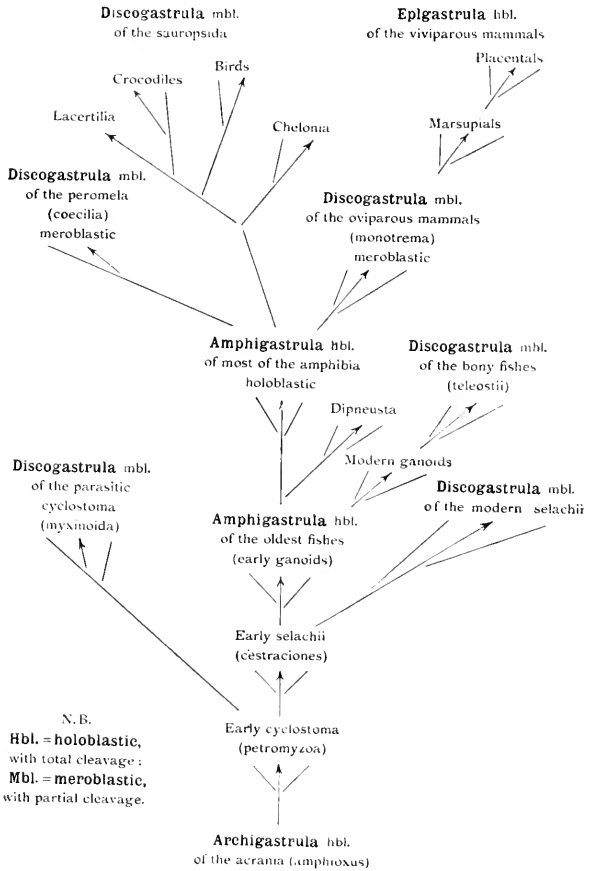 Discogastrula mbl.
of the sauropsida
Epigastrula hbl.
of the viviparous mammals
Placentals
Birds
Crocodiles
Lacertilia
Chelonia
Marsupials
Discogastrula mbl.
of the peromela
(coecilia)
meroblastic
Discogastrula mbl.
of the oviparous mammals
(monotrema)
meroblastic
Amphigastrula hbl.
of most of the amphibia
holoblastic
Discogastrula mbl.
of the bony fishes
(teleostii)
Dipneusta
Modern ganoids
Discogastrula mbl.
of the parasitic
cyclostoma
(myxinoida)
Discogastrula mbl.
of the modern selachii
Amphigastrula hbl.
of the oldest fishes
(early ganoids)
Early selachii
(cestraciones)
Early cyclostoma
(petromyzoa)
N.B.
Hbl. = holoblastic,
with total cleavage :
Mbl. = meroblastic,
with partial cleavage.
Archigastrula hbl.
of the acrania (amphioxus)